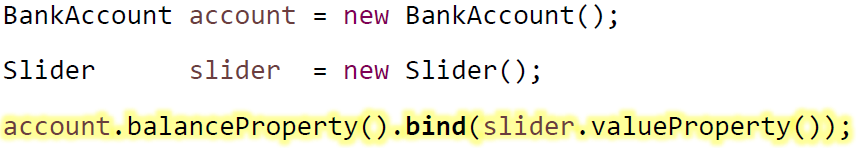 BankAccount account = new BankAccount();
Slider slider = new Slider();
account.balanceProperty().bind(slider.valueProperty());